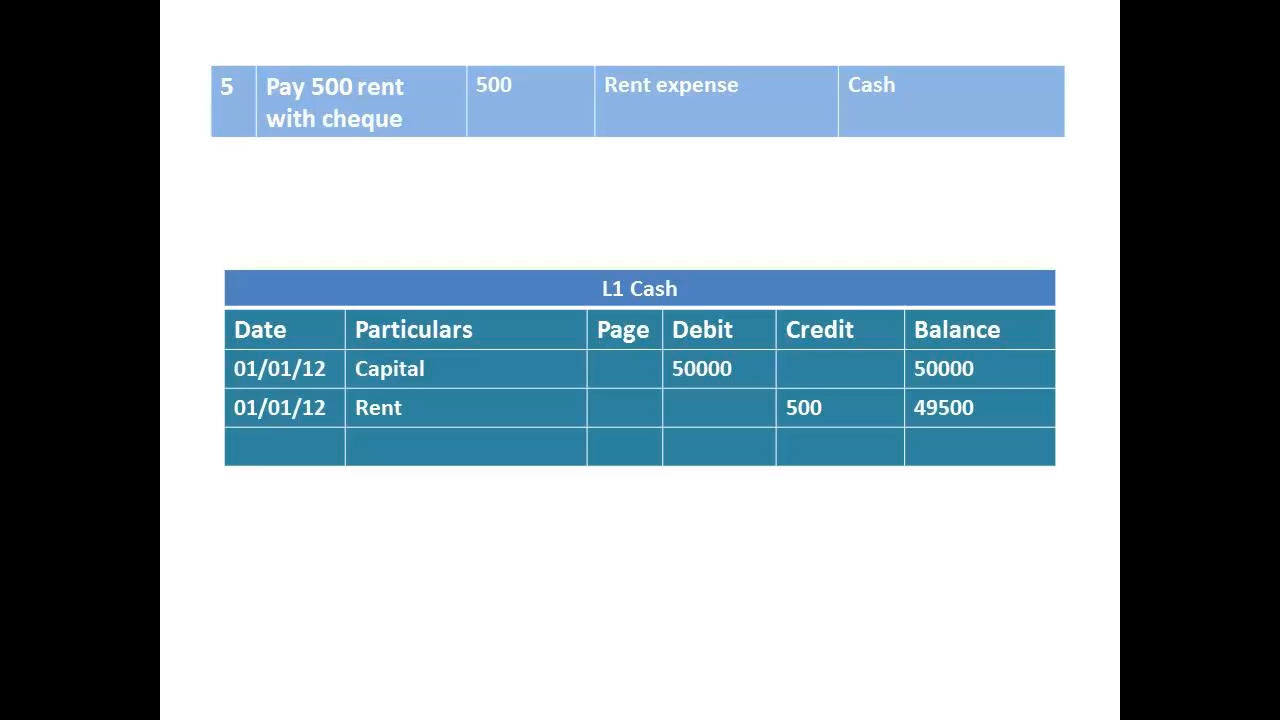 5 Pay 500 rent 500 Rent expense Cash
with cheque
L1 Cash
Date Particulars Page Debit Credit Balance
01/01/12 Capital 50000 50000
01/01/12 Rent 500 49500